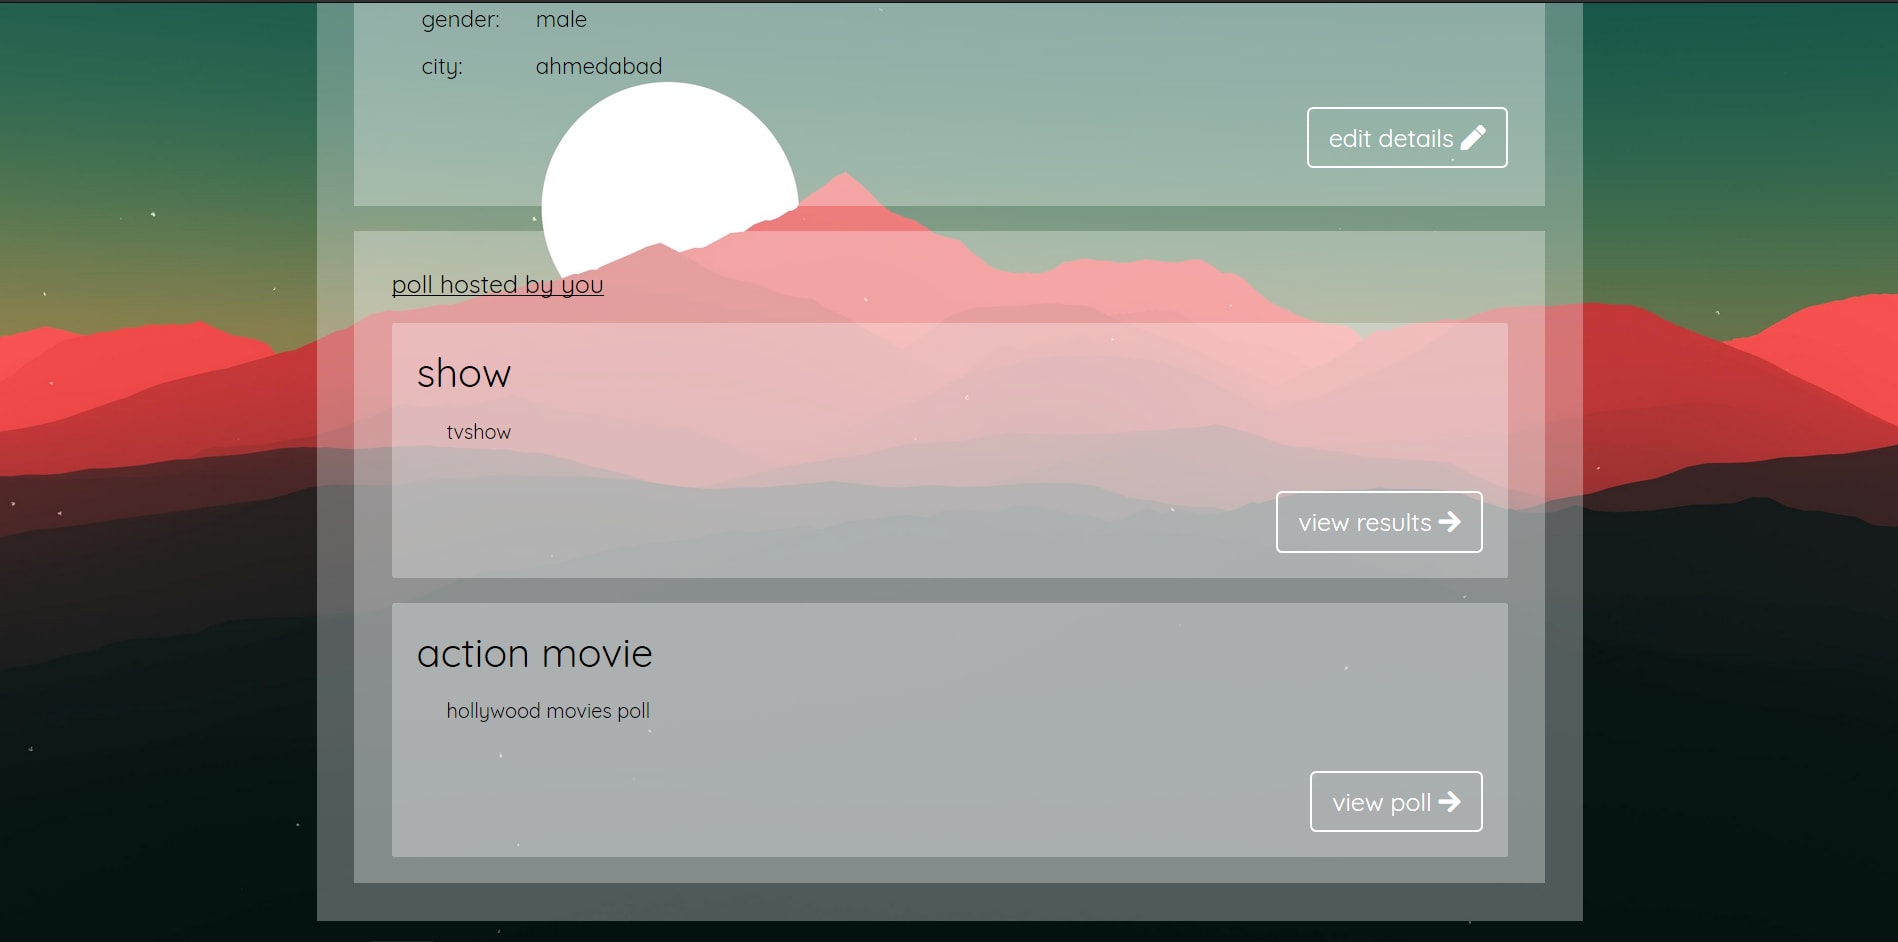 gender: male
city: ahmedabad
edit details
poll hosted by you
show
tvshow
view results
action movie
hollywood movies poll
view poll